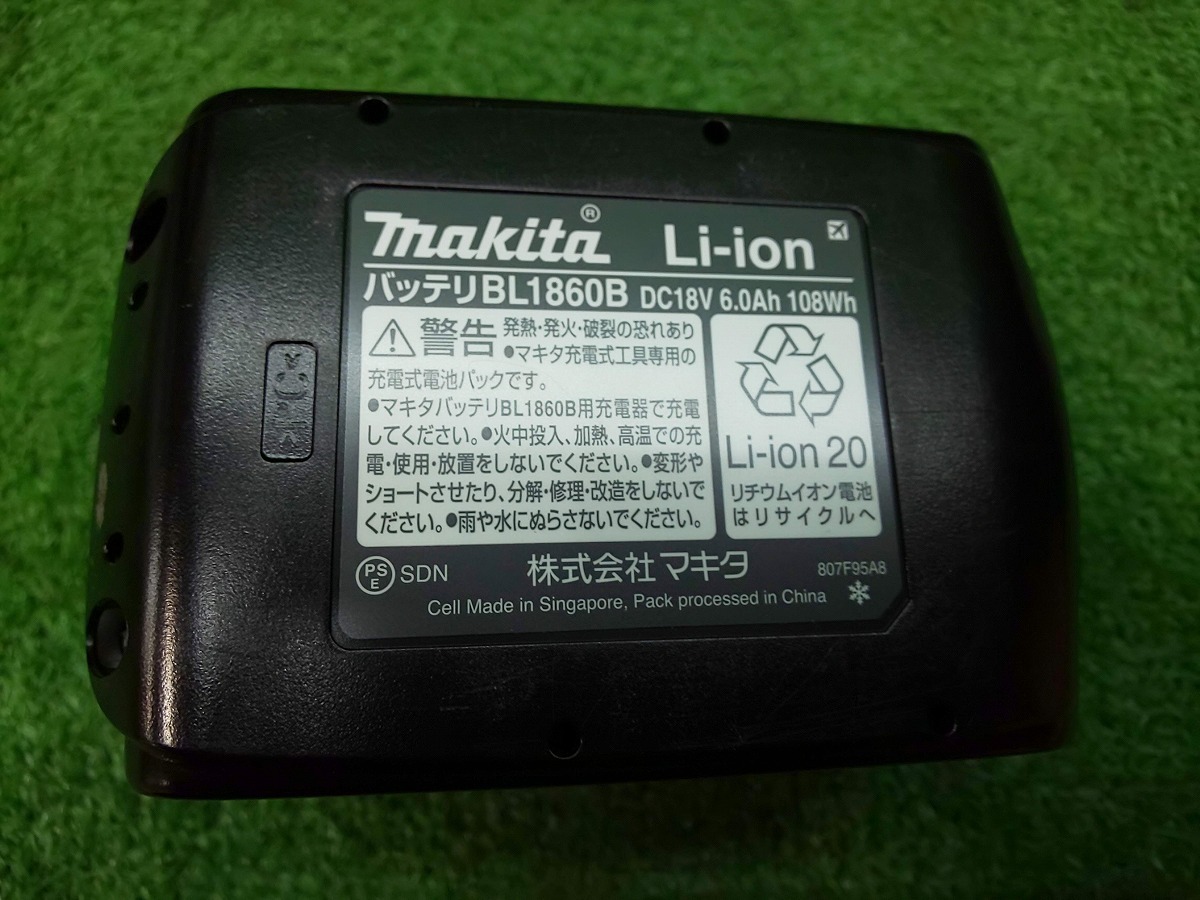 makita® Li-ion
バッテリBL1860B DC18V 6.0Ah 108Wh
警告 発熱・発火・破裂の恐れあり
●マキタ充電式工具専用の
充電式電池パックです。
●マキタバッテリBL1860B用充電器で充電
してください。●火中投入、加熱、高温での充
電・使用・放置をしないでください。●変形や
ショートさせたり、分解・修理・改造をしないで
ください。●雨や水にぬらさないでください。
Li-ion 20
リチウムイオン電池
はリサイクルへ
PS
E SDN 株式会社マキタ 807F95A8
Cell Made in Singapore, Pack processed in China